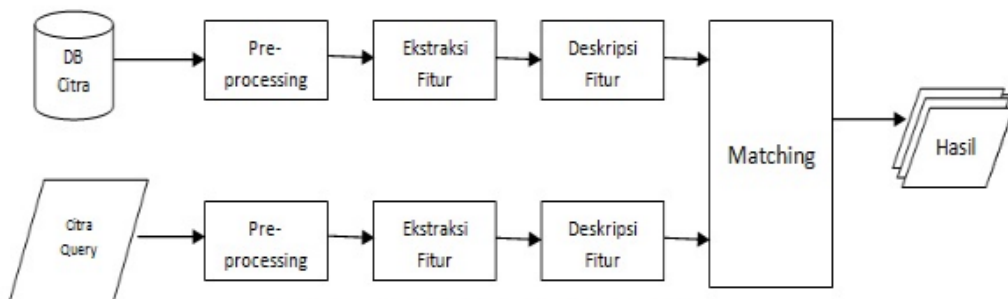 DB
Citra
Pre-
processing
Ekstraksi
Fitur
Deskripsi
Fitur
Matching
Hasil
Citra
Query
Pre-
processing
Ekstraksi
Fitur
Deskripsi
Fitur